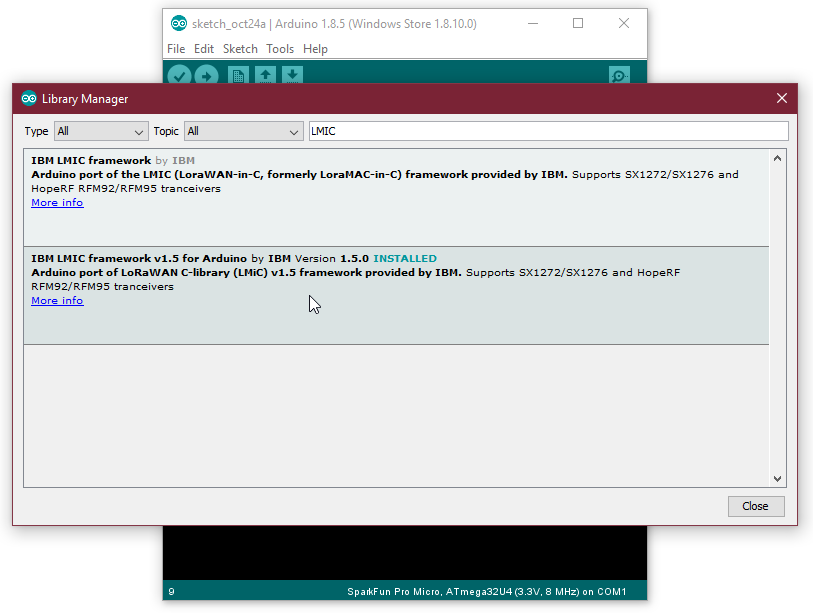 sketch_oct24a | Arduino 1.8.5 (Windows Store 1.8.10.0)
File Edit Sketch Tools Help
Library Manager
Type All Topic All LMIC
IBM LMIC framework by IBM
Arduino port of the LMIC (LoraWAN-in-C, formerly LoraMAC-in-C) framework provided by IBM. Supports SX1272/SX1276 and
HopeRF RFM92/RFM95 tranceivers
More info
IBM LMIC framework v1.5 for Arduino by IBM Version 1.5.0 INSTALLED
Arduino port of LoRaWAN C-library (LMiC) v1.5 framework provided by IBM. Supports SX1272/SX1276 and HopeRF
RFM92/RFM95 tranceivers
More info
Close
9 SparkFun Pro Micro, ATmega32U4 (3.3V, 8 MHz) on COM1